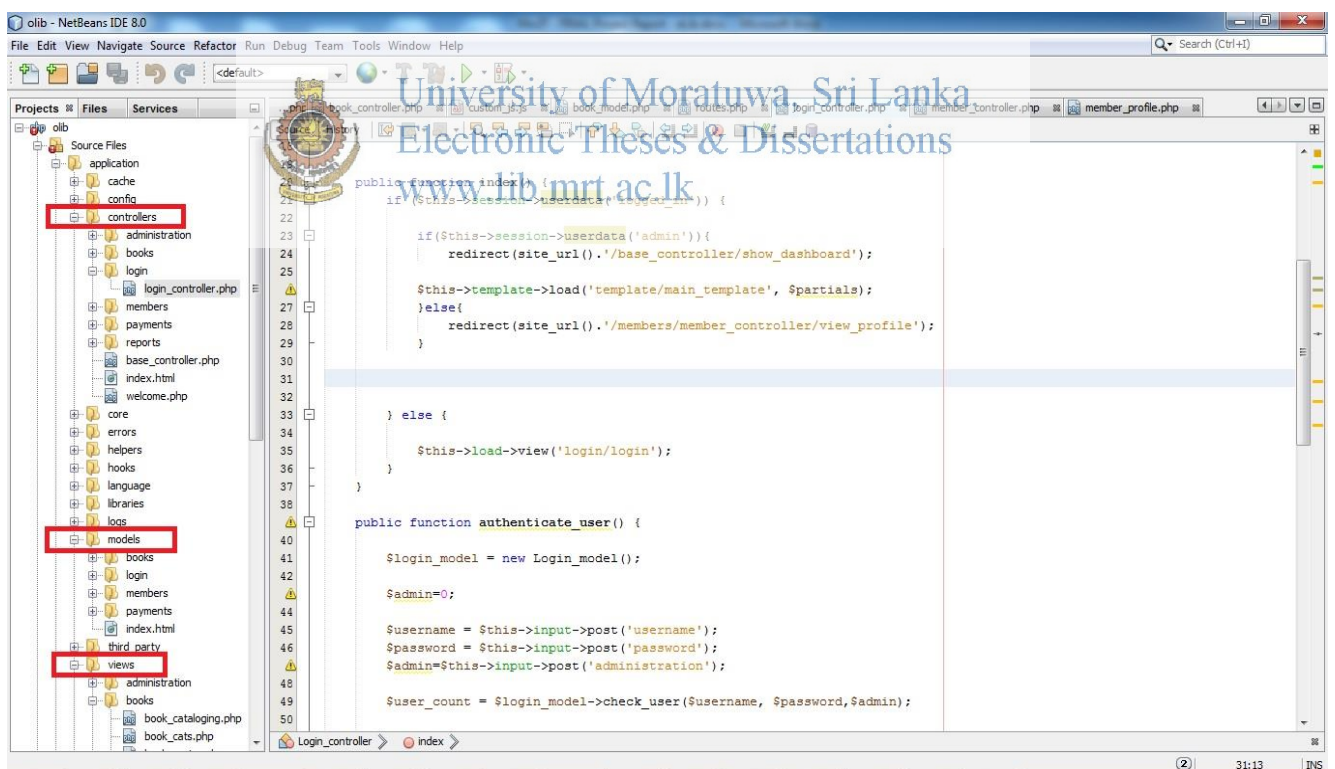 olib - NetBeans IDE 8.0
File Edit View Navigate Source Refactor Run Debug Team Tools Window Help
Search (Ctrl+I)
<default>
University of Moratuwa, Sri Lanka.
Electronic Theses & Dissertations
www.lib.mrt.ac.lk
Projects Files Services
book_controller.php custom_js.js book_model.php routes.php login_controller.php member_controller.php member_profile.php
Source History
olib
Source Files
application
cache
config
controllers
administration
books
login
login_controller.php
members
payments
reports
base_controller.php
index.html
welcome.php
core
errors
helpers
hooks
language
libraries
logs
models
books
login
members
payments
index.html
third_party
views
administration
books
book_cataloging.php
book_cats.php
20 public function index() {
21 if ($this->session->userdata('logged_in')) {
22
23 if($this->session->userdata('admin')){
24 redirect(site_url().'/base_controller/show_dashboard');
25
$this->template->load('template/main_template', $partials);
27 }else{
28 redirect(site_url().'/members/member_controller/view_profile');
29 }
30
31
32
33 } else {
34
35 $this->load->view('login/login');
36 }
37 }
38
public function authenticate_user() {
40
41 $login_model = new Login_model();
42
$admin=0;
44
45 $username = $this->input->post('username');
46 $password = $this->input->post('password');
$admin=$this->input->post('administration');
48
49 $user_count = $login_model->check_user($username, $password,$admin);
50
Login_controller index
2 31:13 INS